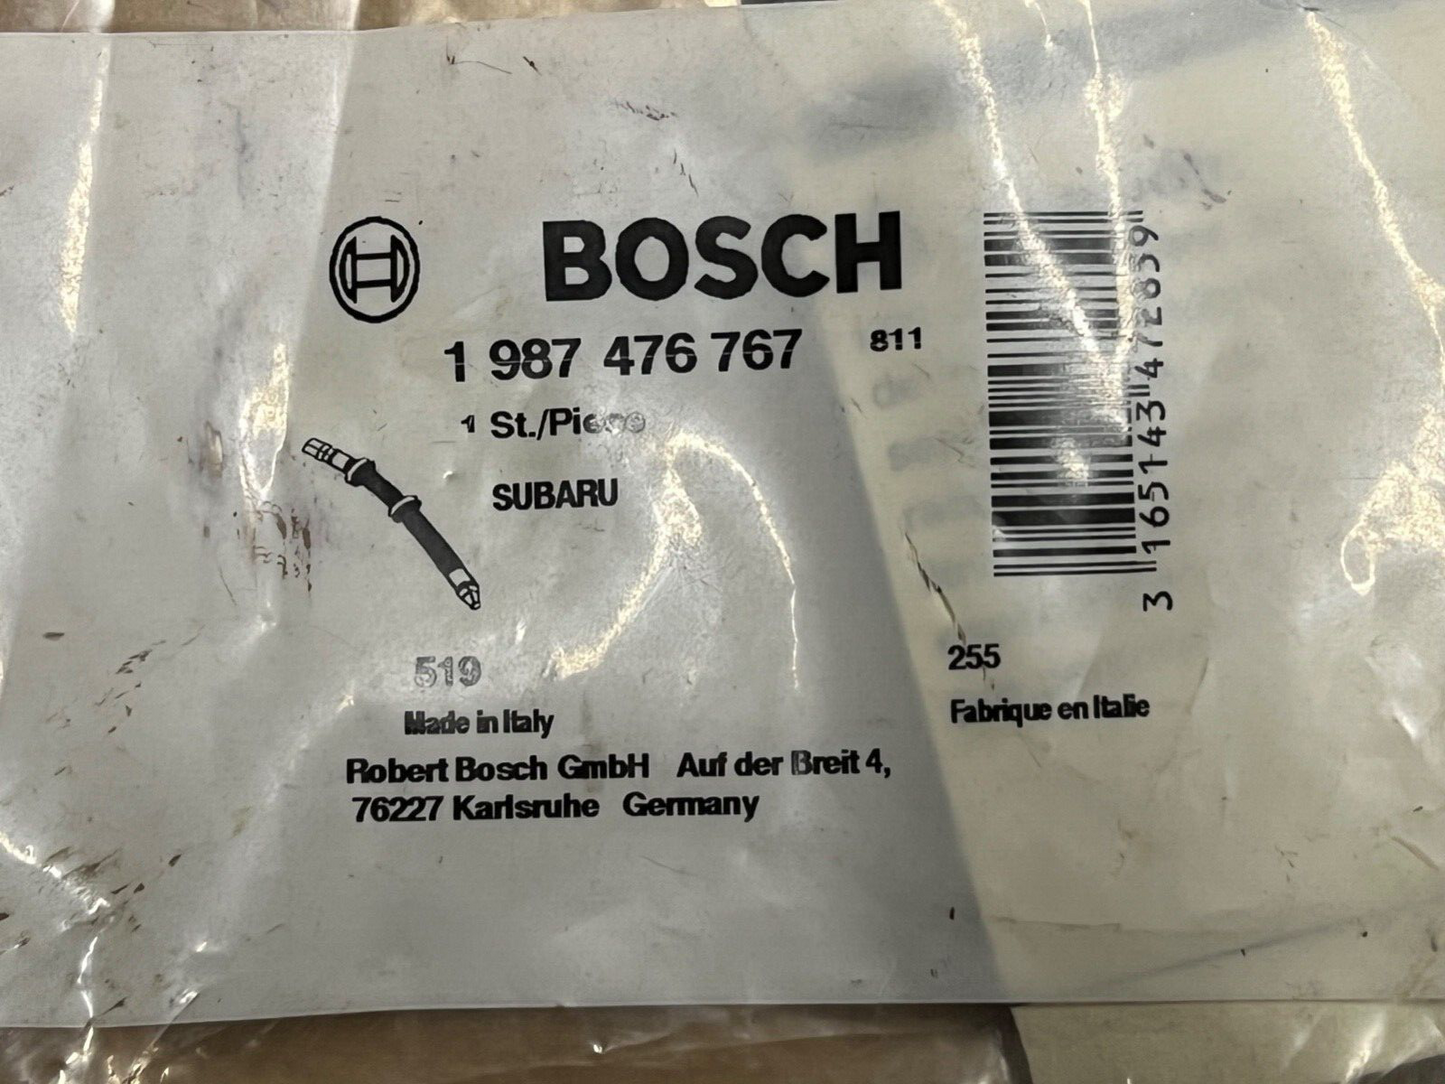 BOSCH
1 987 476 767 811
1 St./Piece
SUBARU
3 165143 472859
519
255
Made in Italy
Fabrique en Italie
Robert Bosch GmbH Auf der Breit 4,
76227 Karlsruhe Germany